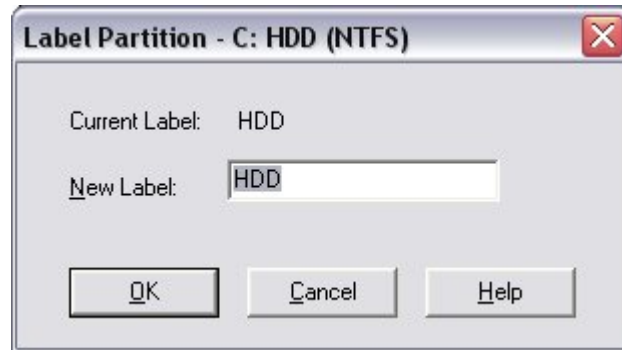 Label Partition - C: HDD (NTFS)
Current Label: HDD
New Label: HDD
OK Cancel Help